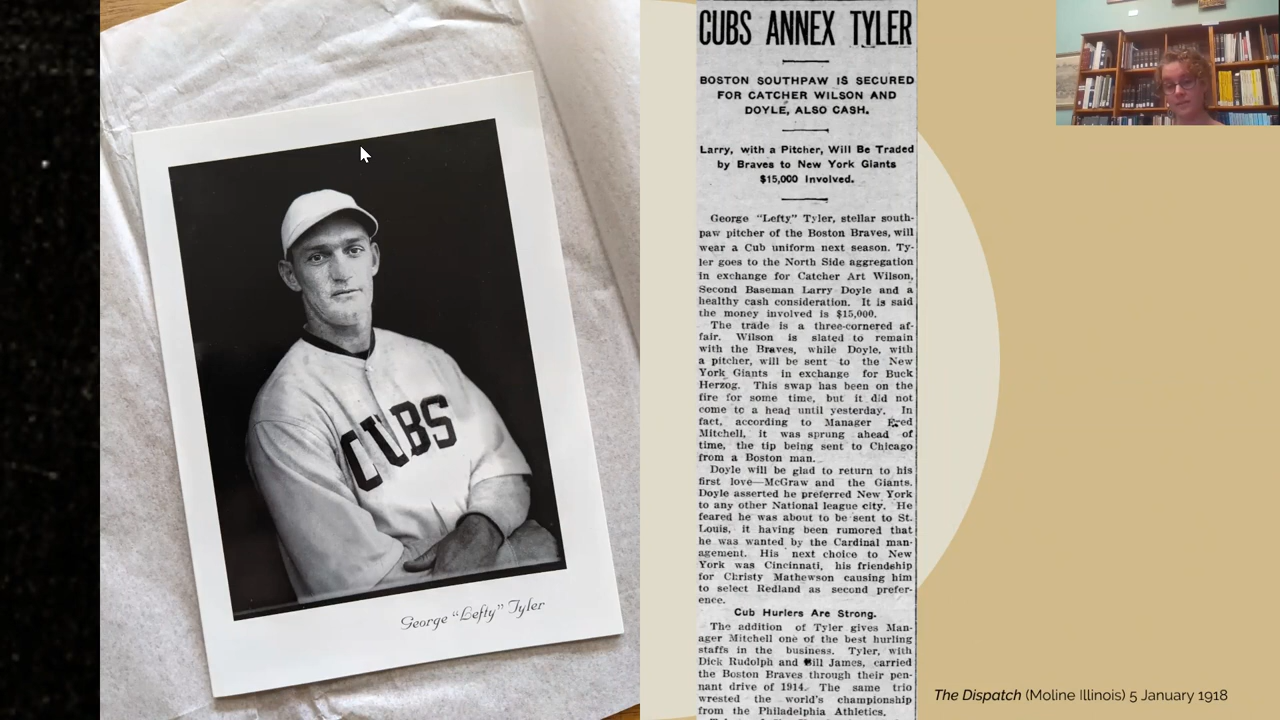 CUBS
George "Lefty" Tyler
CUBS ANNEX TYLER
BOSTON SOUTHPAW IS SECURED
FOR CATCHER WILSON AND
DOYLE, ALSO CASH.
Larry, with a Pitcher, Will Be Traded
by Braves to New York Giants
$15,000 Involved.
George "Lefty" Tyler, stellar south-
paw pitcher of the Boston Braves, will
wear a Cub uniform next season. Ty-
ler goes to the North Side aggregation
in exchange for Catcher Art Wilson,
Second Baseman Larry Doyle and a
healthy cash consideration. It is said
the money involved is $15,000.
The trade is a three-cornered af-
fair. Wilson is slated to remain
with the Braves, while Doyle, with
a pitcher, will be sent to the New
York Giants in exchange for Buck
Herzog. This swap has been on the
fire for some time, but it did not
come to a head until yesterday. In
fact, according to Manager Fred
Mitchell, it was sprung ahead of
time, the tip being sent to Chicago
from a Boston man.
Doyle will be glad to return to his
first love—McGraw and the Giants.
Doyle asserted he preferred New York
to any other National league city. He
feared he was about to be sent to St.
Louis, it having been rumored that
he was wanted by the Cardinal man-
agement. His next choice to New
York was Cincinnati, his friendship
for Christy Mathewson causing him
to select Redland as second prefer-
ence.
Cub Hurlers Are Strong.
The addition of Tyler gives Man-
ager Mitchell one of the best hurling
staffs in the business. Tyler, with
Dick Rudolph and Bill James, carried
the Boston Braves through their pen-
nant drive of 1914. The same trio
wrested the world's championship
from the Philadelphia Athletics.
The Dispatch (Moline Illinois) 5 January 1918